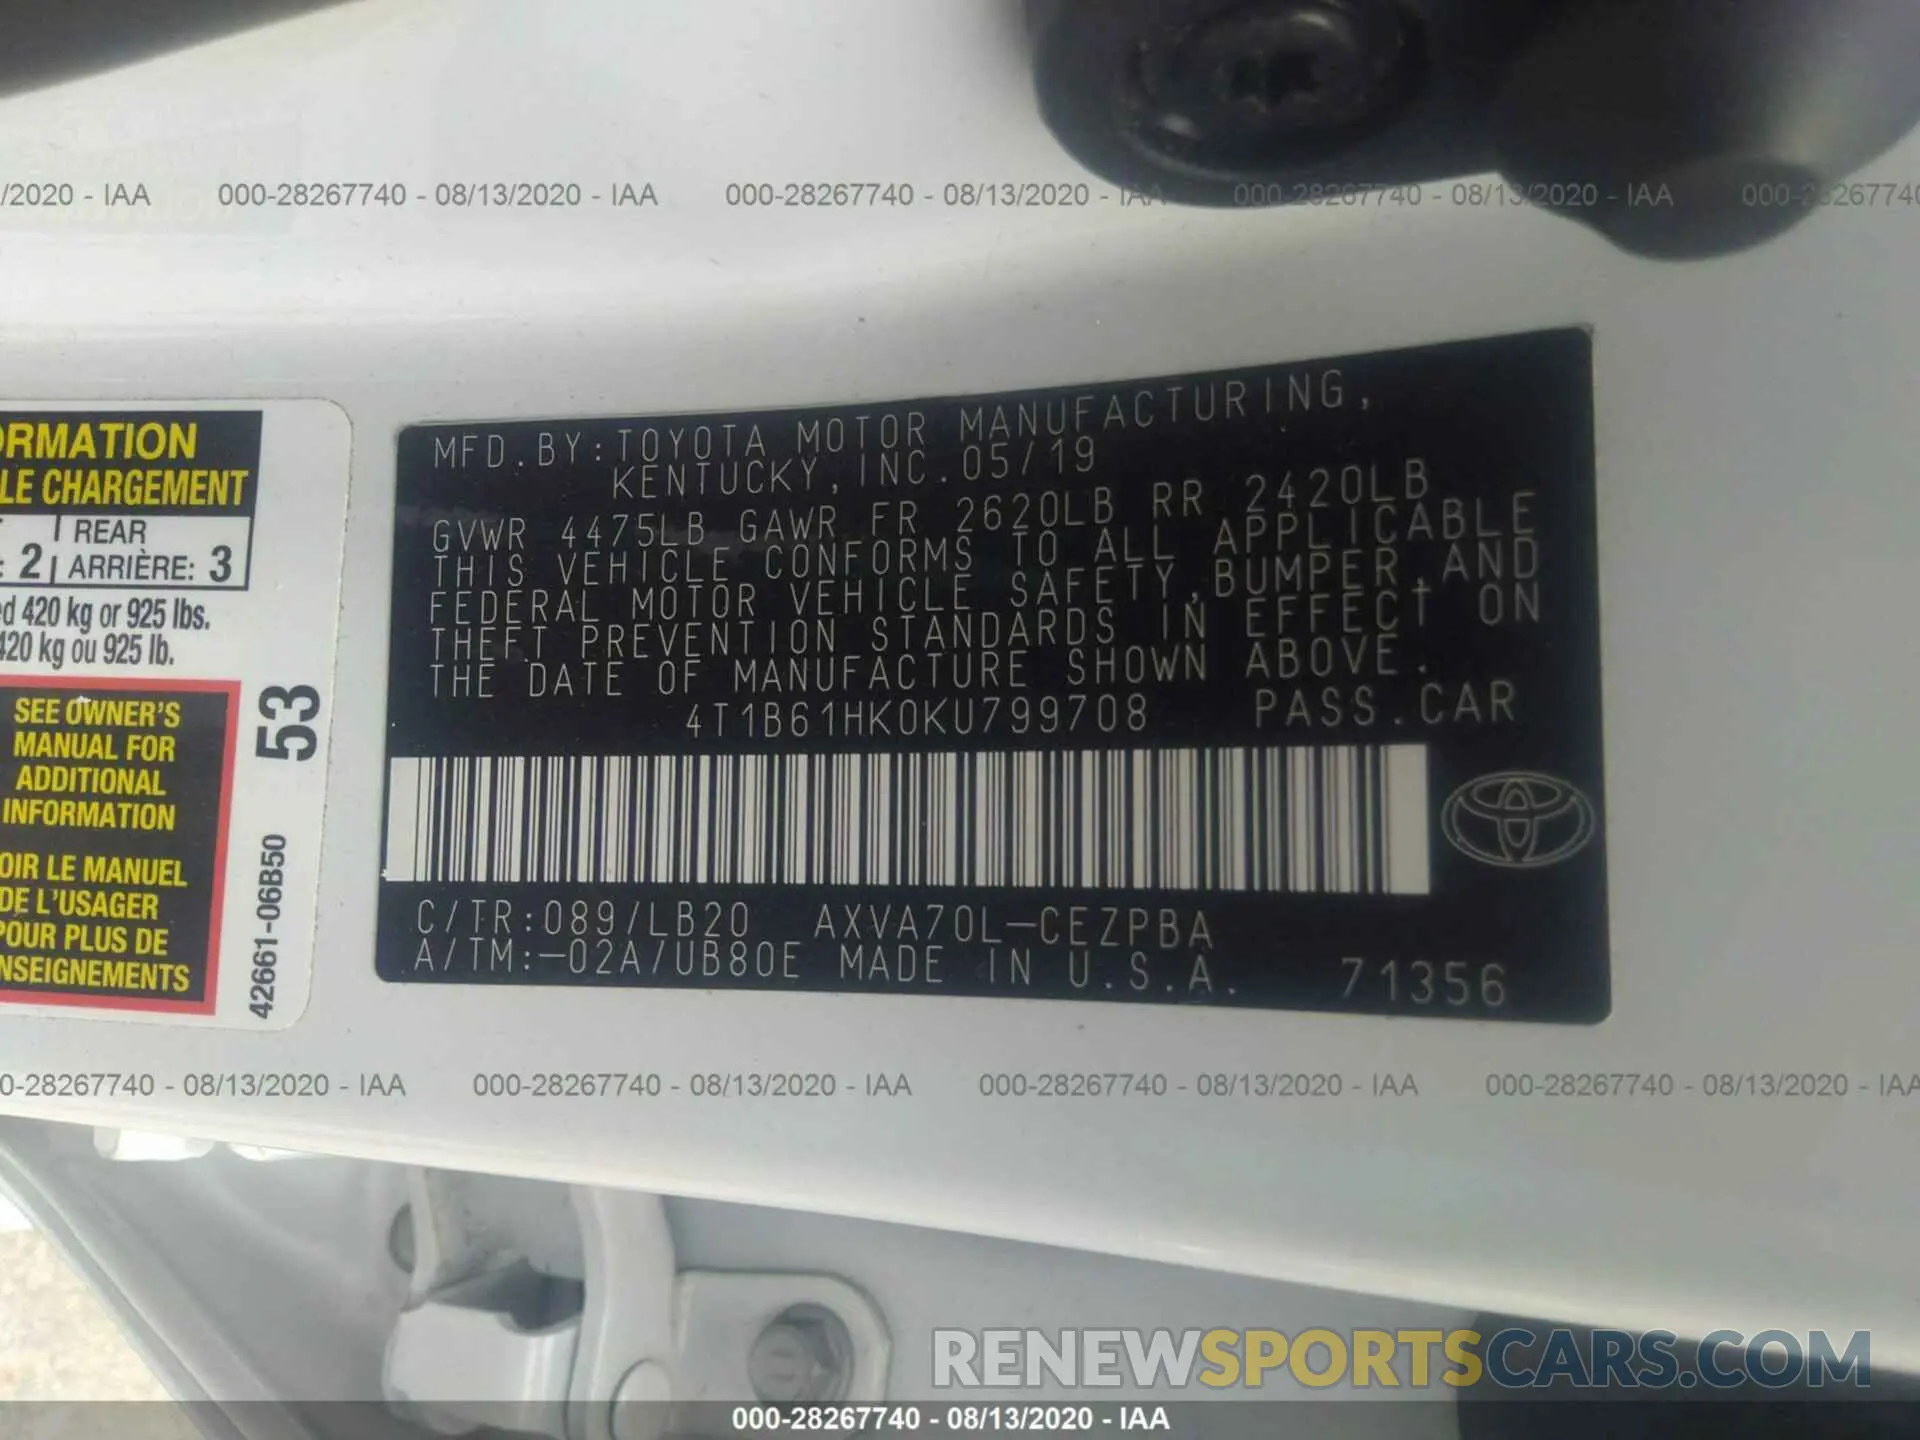 /2020 - IAA 000-28267740 - 08/13/2020 - IAA 000-28267740 - 08/13/2020 - IAA 000-28267740 - 08/13/2020 - IAA 000-28267740
ORMATION
LE CHARGEMENT
REAR
: 2 ARRIÈRE: 3
ed 420 kg or 925 lbs.
420 kg ou 925 lb.
SEE OWNER'S
MANUAL FOR
ADDITIONAL
INFORMATION
OIR LE MANUEL
DE L'USAGER
POUR PLUS DE
NSEIGNEMENTS
53
42661-06B50
MFD.BY:TOYOTA MOTOR MANUFACTURING,
KENTUCKY,INC.05/19
GVWR 4475LB GAWR FR 2620LB RR 2420LB
THIS VEHICLE CONFORMS TO ALL APPLICABLE
FEDERAL MOTOR VEHICLE SAFETY,BUMPER,AND
THEFT PREVENTION STANDARDS IN EFFECT ON
THE DATE OF MANUFACTURE SHOWN ABOVE.
4T1B61HK0KU799708 PASS.CAR
C/TR:089/LB20 AXVA70L-CEZPBA
A/TM:-02A/UB80E MADE IN U.S.A. 71356
0-28267740 - 08/13/2020 - IAA 000-28267740 - 08/13/2020 - IAA 000-28267740 - 08/13/2020 - IAA 000-28267740 - 08/13/2020 - IAA
RENEWSPORTSCARS.COM
000-28267740 - 08/13/2020 - IAA